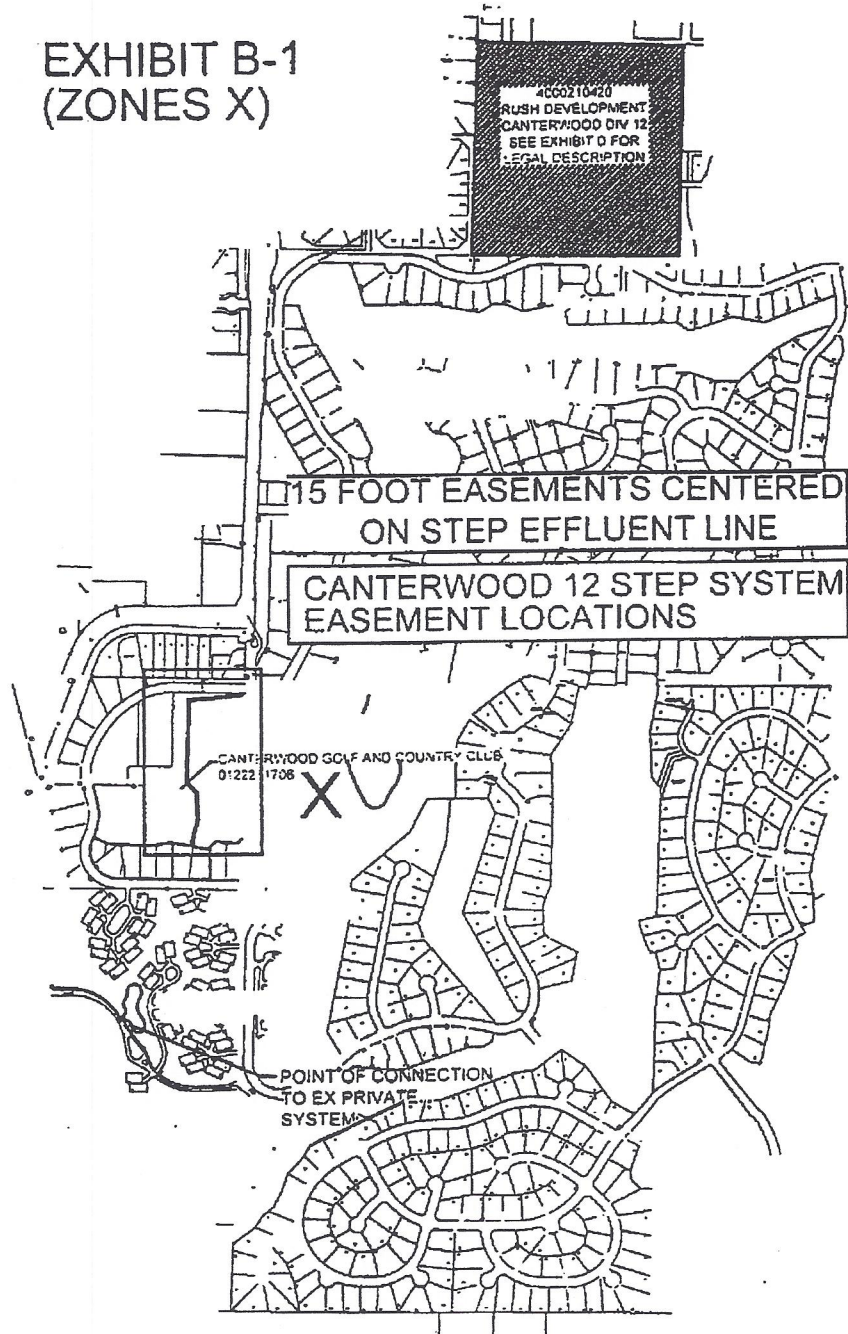 EXHIBIT B-1
(ZONES X)
4000210420
RUSH DEVELOPMENT
CANTERWOOD DIV 12
SEE EXHIBIT D FOR
LEGAL DESCRIPTION
15 FOOT EASEMENTS CENTERED
ON STEP EFFLUENT LINE
CANTERWOOD 12 STEP SYSTEM
EASEMENT LOCATIONS
CANTERWOOD GOLF AND COUNTRY CLUB
X
POINT OF CONNECTION
TO EX PRIVATE
SYSTEM